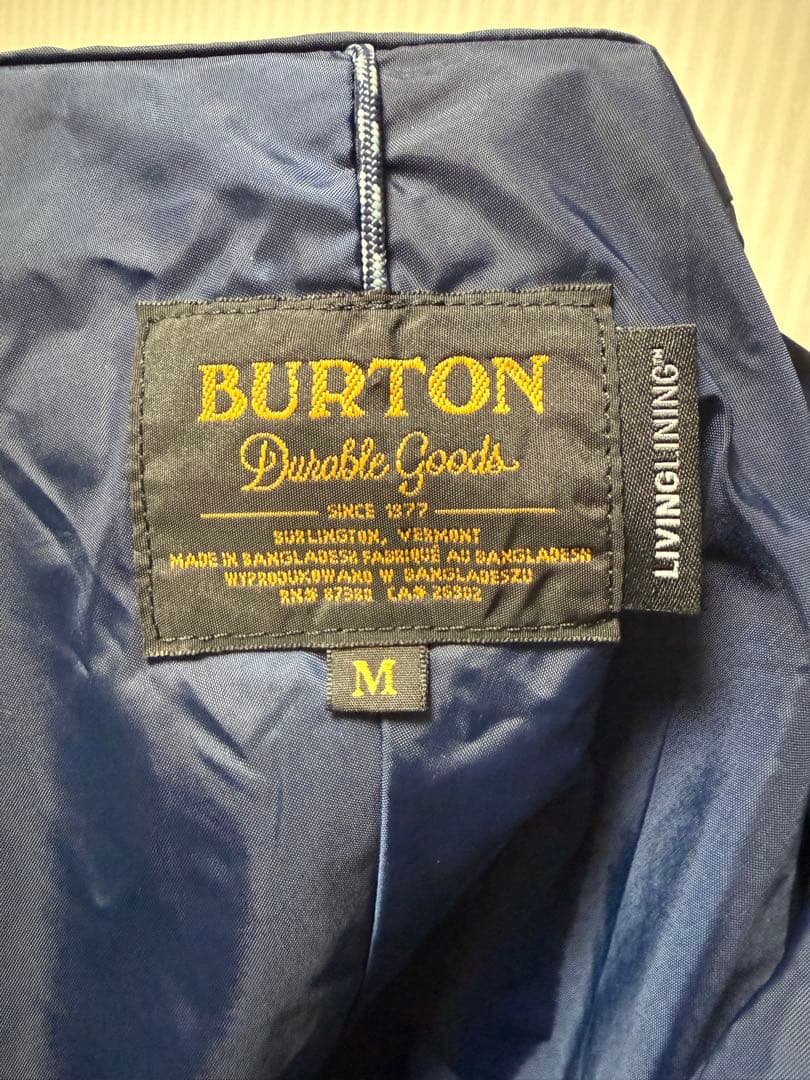 BURTON
Durable Goods
SINCE 1977
BURLINGTON, VERMONT
MADE IN BANGLADESH FABRIQUÉ AU BANGLADESH
WYPRODUKOWANO W BANGLADESZU
RN# 87380 CA# 26302
M
LIVINGLINING™